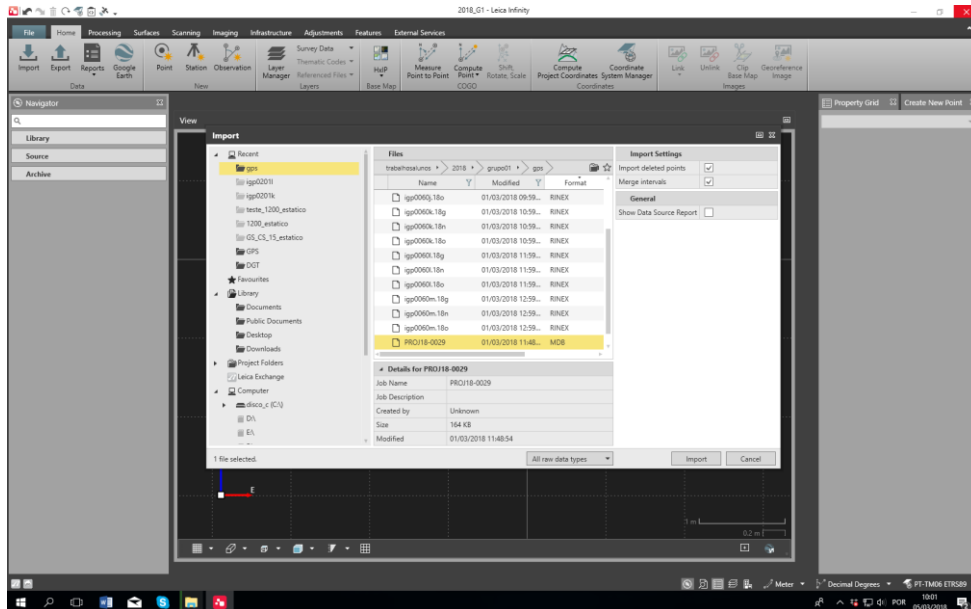 2018_G1 - Leica Infinity
File Home Processing Surfaces Scanning Imaging Infrastructure Adjustments Features External Services
Import Export Reports Google Earth Point Station Observation Layer Manager Survey Data Thematic Codes Referenced Files HxIP Measure Point to Point Compute Point Shift, Rotate, Scale Compute Project Coordinates Coordinate System Manager Link Unlink Clip Base Map Georeference Image
Data New Layers Base Map COGO Coordinates Images
Navigator
Library
Source
Archive
View
Property Grid Create New Point
Import
Recent
gps
igp0201l
igp0201k
teste_1200_estatico
1200_estatico
GS_CS_15_estatico
GPS
DGT
Favourites
Library
Documents
Public Documents
Desktop
Downloads
Project Folders
Leica Exchange
Computer
disco_c (C:\)
D:\
E:\
Files
trabalhosalunos 2018 grupo01 gps
Name Modified Format
igp0060j.18o 01/03/2018 09:59... RINEX
igp0060k.18g 01/03/2018 10:59... RINEX
igp0060k.18n 01/03/2018 10:59... RINEX
igp0060k.18o 01/03/2018 10:59... RINEX
igp0060l.18g 01/03/2018 11:59... RINEX
igp0060l.18n 01/03/2018 11:59... RINEX
igp0060l.18o 01/03/2018 11:59... RINEX
igp0060m.18g 01/03/2018 12:59... RINEX
igp0060m.18n 01/03/2018 12:59... RINEX
igp0060m.18o 01/03/2018 12:59... RINEX
PROJ18-0029 01/03/2018 11:48... MDB
Details for PROJ18-0029
Job Name PROJ18-0029
Job Description
Created by Unknown
Size 164 KB
Modified 01/03/2018 11:48:54
Import Settings
Import deleted points
Merge intervals
General
Show Data Source Report
1 file selected.
All raw data types
Import Cancel
E
1 m
0.2 m
Meter Decimal Degrees PT-TM06 ETRS89
POR
10:01
05/03/2018